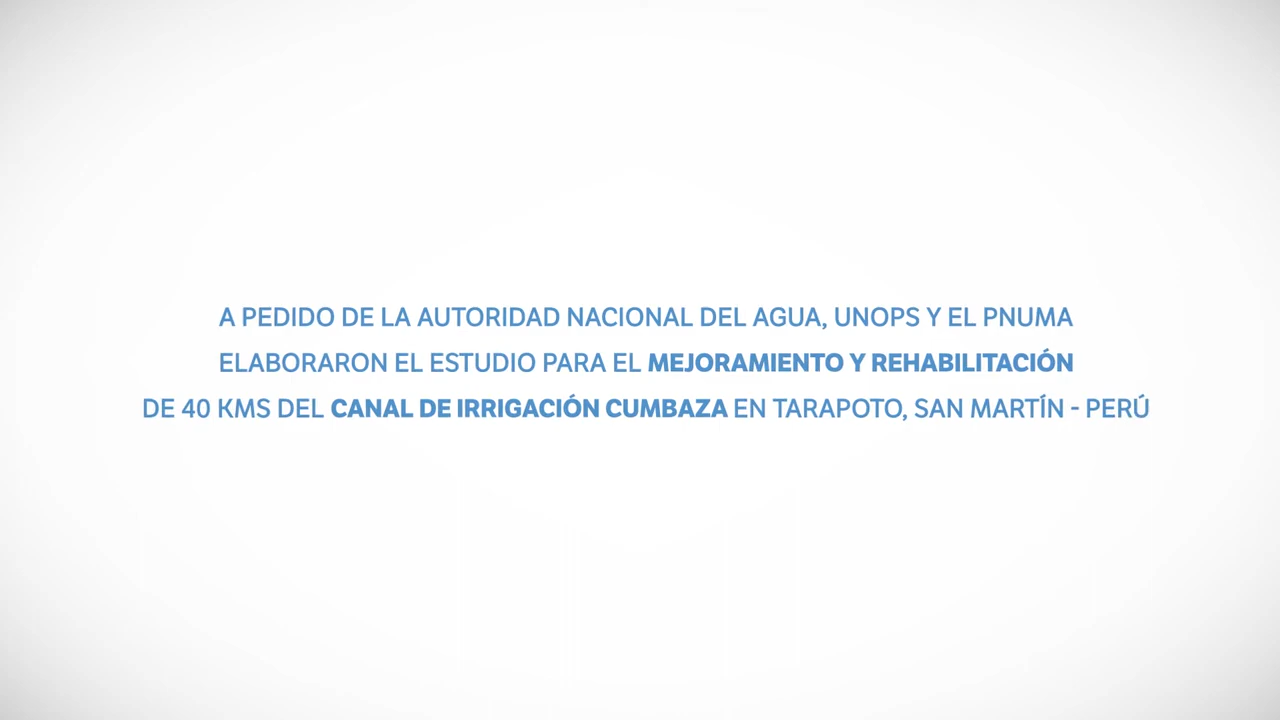 A PEDIDO DE LA AUTORIDAD NACIONAL DEL AGUA, UNOPS Y EL PNUMA
ELABORARON EL ESTUDIO PARA EL MEJORAMIENTO Y REHABILITACIÓN
DE 40 KMS DEL CANAL DE IRRIGACIÓN CUMBAZA EN TARAPOTO, SAN MARTÍN - PERÚ